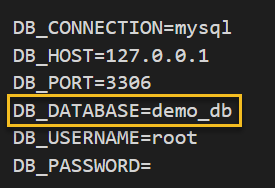 DB_CONNECTION=mysql
DB_HOST=127.0.0.1
DB_PORT=3306
DB_DATABASE=demo_db
DB_USERNAME=root
DB_PASSWORD=